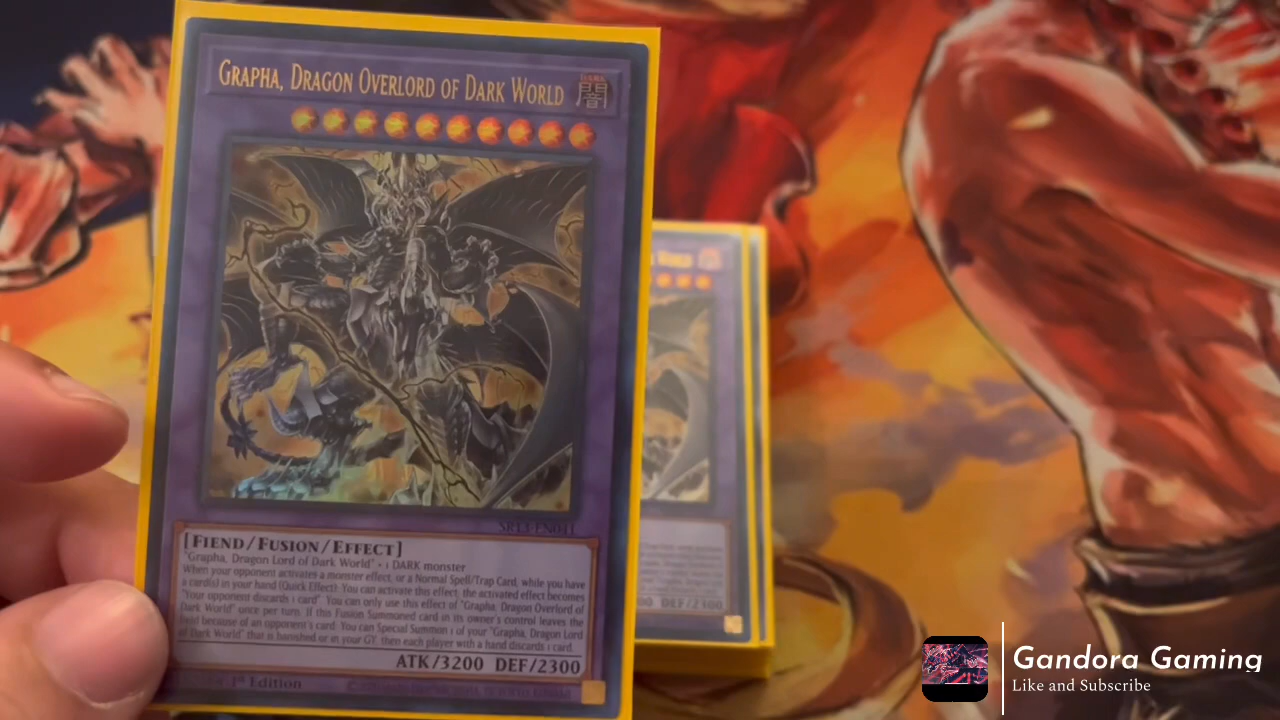 GRAPHA, DRAGON OVERLORD OF DARK WORLD
DARK
闇
SR13-EN041
[FIEND/FUSION/EFFECT]
"Grapha, Dragon Lord of Dark World" + 1 DARK monster
When your opponent activates a monster effect, or a Normal Spell/Trap Card, while you have
a card(s) in your hand (Quick Effect): You can activate this effect; the activated effect becomes
"Your opponent discards 1 card". You can only use this effect of "Grapha, Dragon Overlord of
Dark World" once per turn. If this Fusion Summoned card in its owner's control leaves the
field because of an opponent's card: You can Special Summon 1 of your "Grapha, Dragon Lord
of Dark World" that is banished or in your GY, then each player with a hand discards 1 card.
ATK/3200 DEF/2300
1st Edition
WORLD
DEF/2300
Gandora Gaming
Like and Subscribe